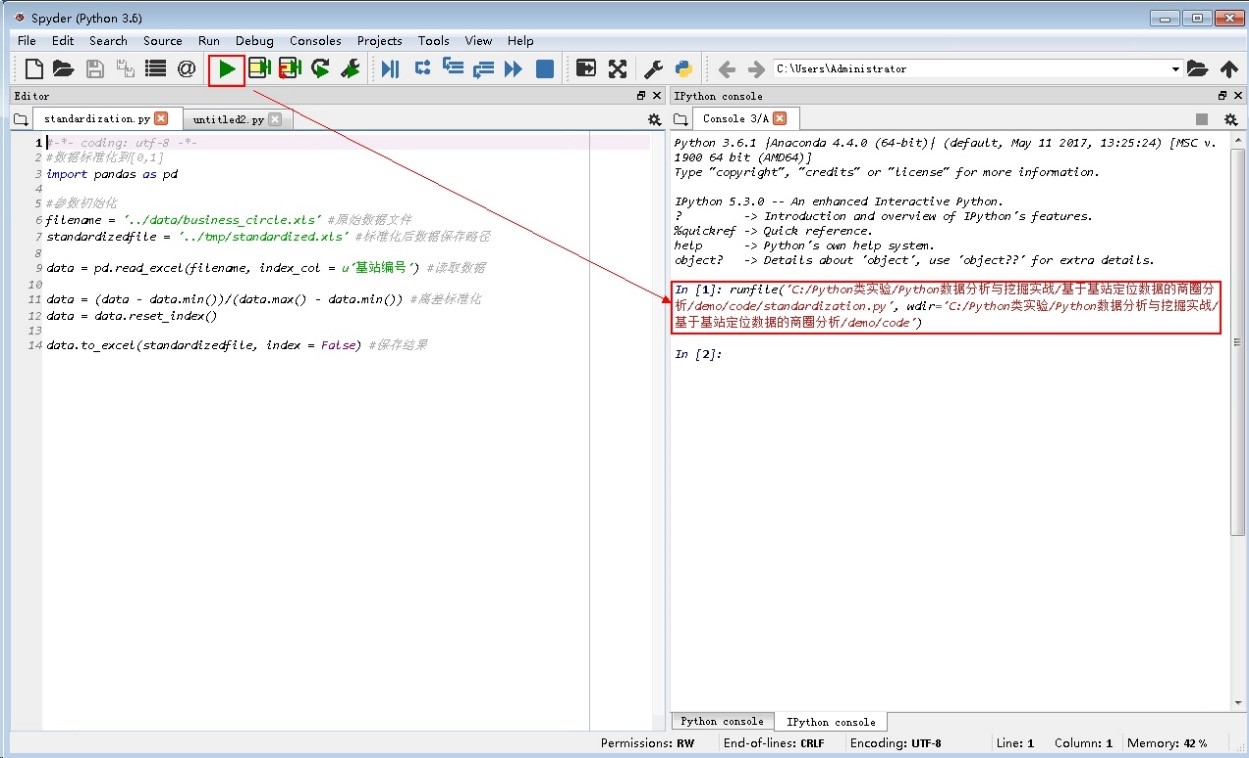 Spyder (Python 3.6)
File Edit Search Source Run Debug Consoles Projects Tools View Help
C:\Users\Administrator
Editor
IPython console
standardization.py
untitled2.py
Console 3/A
1 #-*- coding: utf-8 -*-
2 #数据标准化到[0,1]
3 import pandas as pd
4
5 #参数初始化
6 filename = '../data/business_circle.xls' #原始数据文件
7 standardizedfile = '../tmp/standardized.xls' #标准化后数据保存路径
8
9 data = pd.read_excel(filename, index_col = u'基站编号') #读取数据
10
11 data = (data - data.min())/(data.max() - data.min()) #离差标准化
12 data = data.reset_index()
13
14 data.to_excel(standardizedfile, index = False) #保存结果
Python 3.6.1 |Anaconda 4.4.0 (64-bit)| (default, May 11 2017, 13:25:24) [MSC v.
1900 64 bit (AMD64)]
Type "copyright", "credits" or "license" for more information.
IPython 5.3.0 -- An enhanced Interactive Python.
? -> Introduction and overview of IPython's features.
%quickref -> Quick reference.
help -> Python's own help system.
object? -> Details about 'object', use 'object??' for extra details.
In [1]: runfile('C:/Python类实验/Python数据分析与挖掘实战/基于基站定位数据的商圈分
析/demo/code/standardization.py', wdir='C:/Python类实验/Python数据分析与挖掘实战/
基于基站定位数据的商圈分析/demo/code')
In [2]:
Python console
IPython console
Permissions: RW End-of-lines: CRLF Encoding: UTF-8 Line: 1 Column: 1 Memory: 42 %